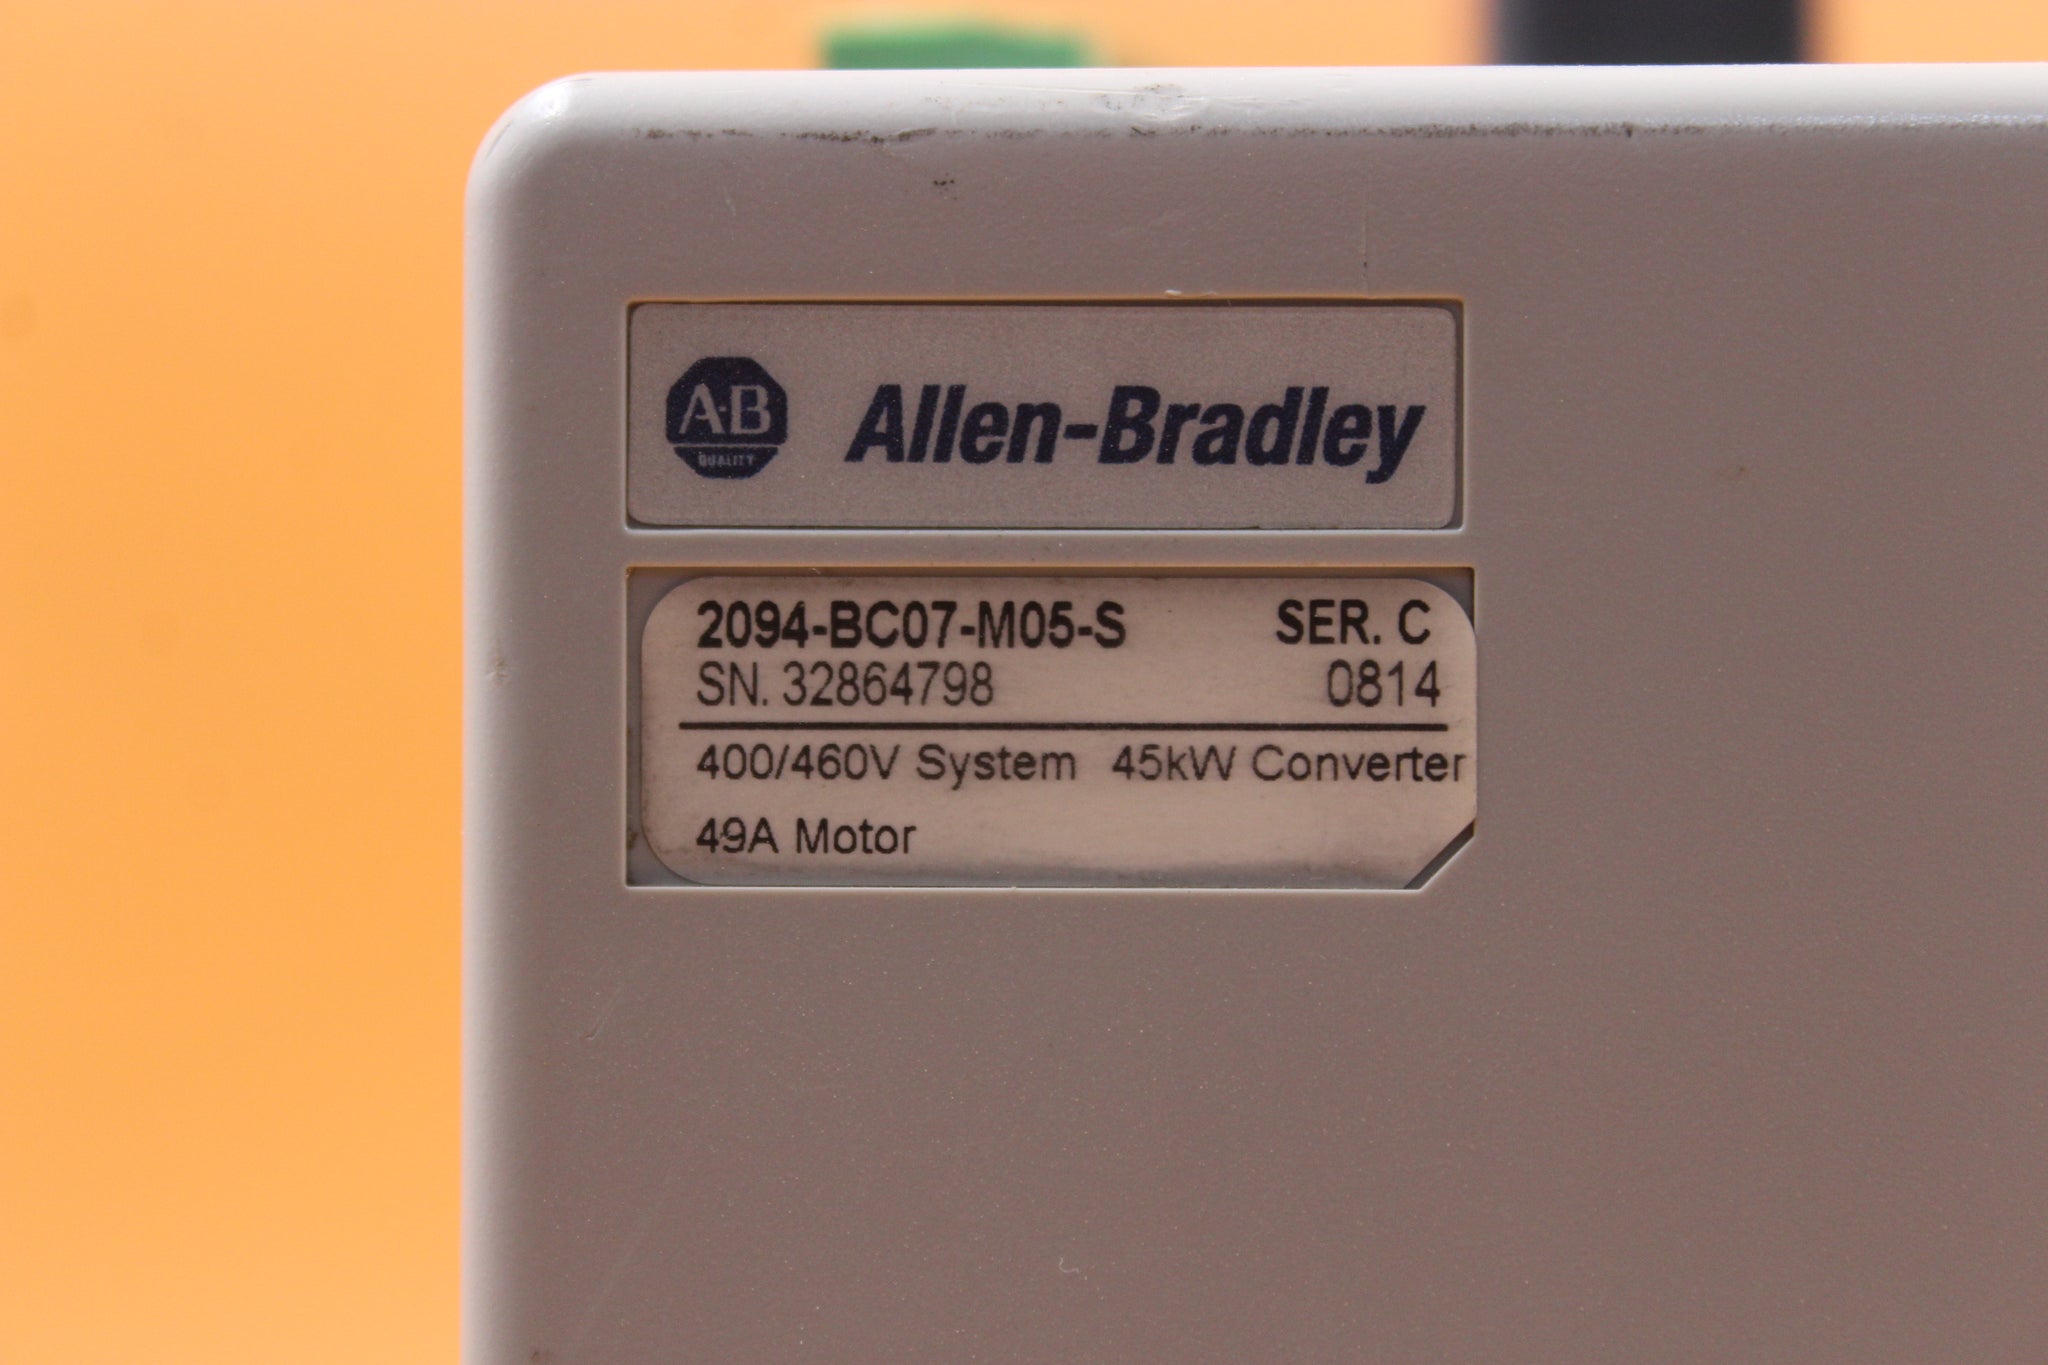 A-B
QUALITY
Allen-Bradley
2094-BC07-M05-S SER. C
SN. 32864798 0814
400/460V System 45kW Converter
49A Motor